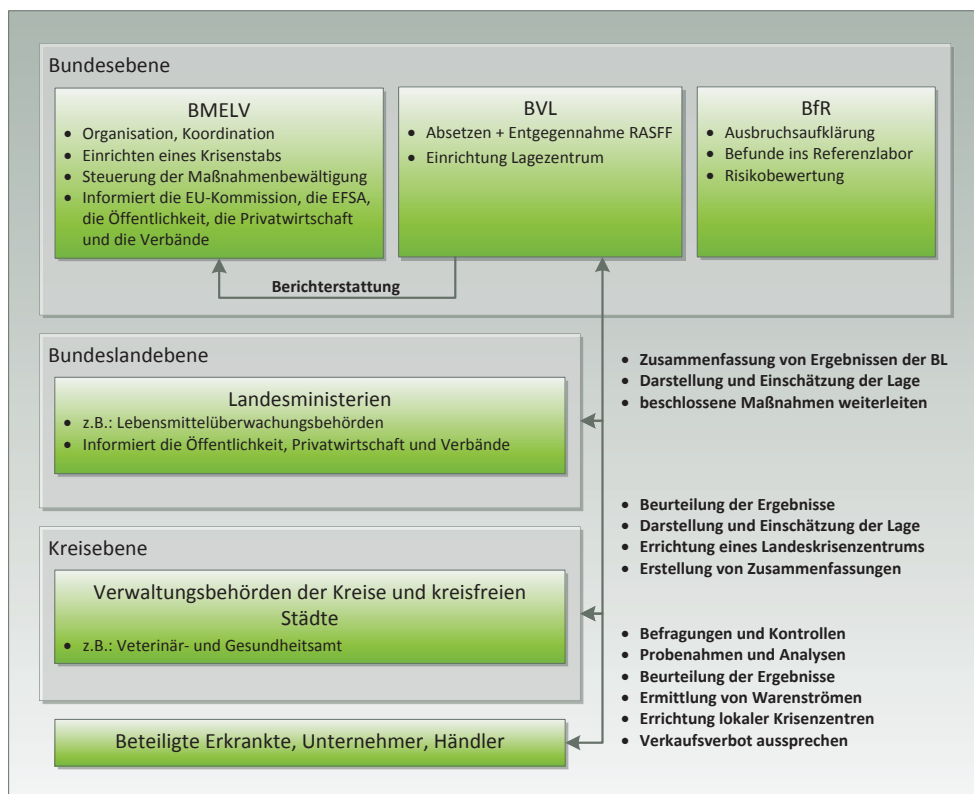 Bundesebene
BMELV
• Organisation, Koordination
• Einrichten eines Krisenstabs
• Steuerung der Maßnahmenbewältigung
• Informiert die EU-Kommission, die EFSA,
die Öffentlichkeit, die Privatwirtschaft
und die Verbände
BVL
• Absetzen + Entgegennahme RASFF
• Einrichtung Lagezentrum
BfR
• Ausbruchsaufklärung
• Befunde ins Referenzlabor
• Risikobewertung
Berichterstattung
Bundeslandebene
Landesministerien
• z.B.: Lebensmittelüberwachungsbehörden
• Informiert die Öffentlichkeit, Privatwirtschaft und Verbände
• Zusammenfassung von Ergebnissen der BL
• Darstellung und Einschätzung der Lage
• beschlossene Maßnahmen weiterleiten
Kreisebene
Verwaltungsbehörden der Kreise und kreisfreien
Städte
• z.B.: Veterinär- und Gesundheitsamt
• Beurteilung der Ergebnisse
• Darstellung und Einschätzung der Lage
• Errichtung eines Landeskrisenzentrums
• Erstellung von Zusammenfassungen
Beteiligte Erkrankte, Unternehmer, Händler
• Befragungen und Kontrollen
• Probenahmen und Analysen
• Beurteilung der Ergebnisse
• Ermittlung von Warenströmen
• Errichtung lokaler Krisenzentren
• Verkaufsverbot aussprechen